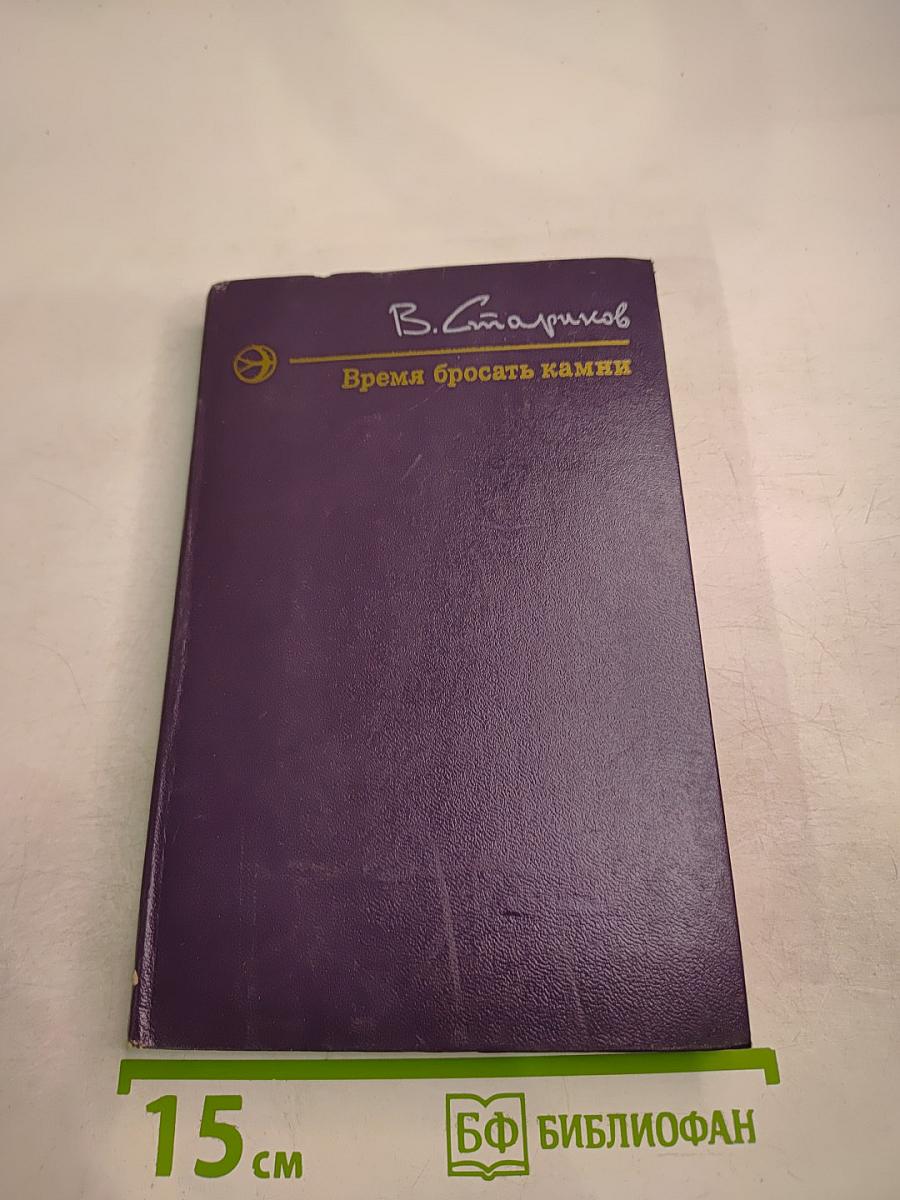 В. Стариков
Время бросать камни
15 см
БФ БИБЛИОФАН